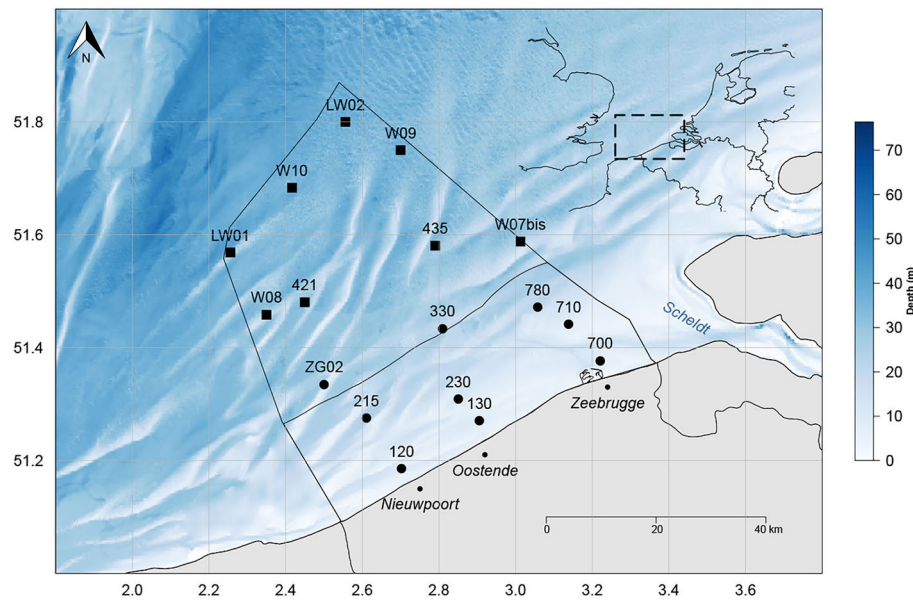 N
LW02
51.8
W09
W10
W07bis
435
LW01
51.6
421
W08
780
710
330
Scheldt
51.4
700
ZG02
230
Zeebrugge
215
130
51.2
120
Oostende
Nieuwpoort
0 20 40 km
2.0 2.2 2.4 2.6 2.8 3.0 3.2 3.4 3.6
70
60
50
40
30
20
10
0
Depth (m)